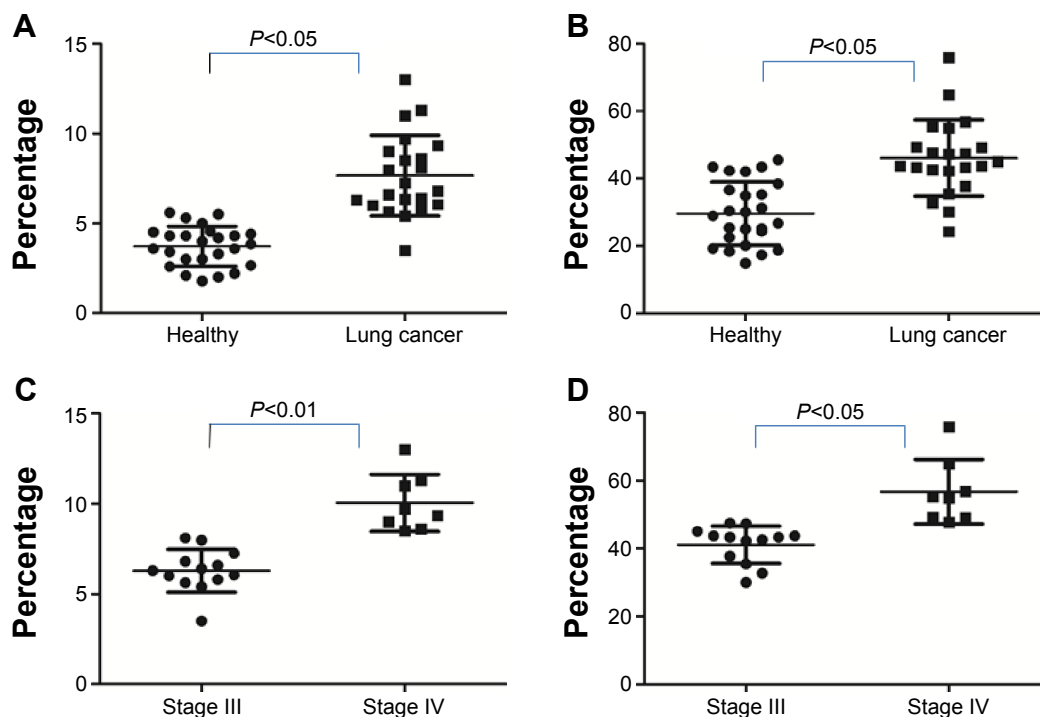 A
Percentage
15
10
5
0
P<0.05
Healthy
Lung cancer
B
Percentage
80
60
40
20
0
P<0.05
Healthy
Lung cancer
C
Percentage
15
10
5
0
P<0.01
Stage III
Stage IV
D
Percentage
80
60
40
20
0
P<0.05
Stage III
Stage IV